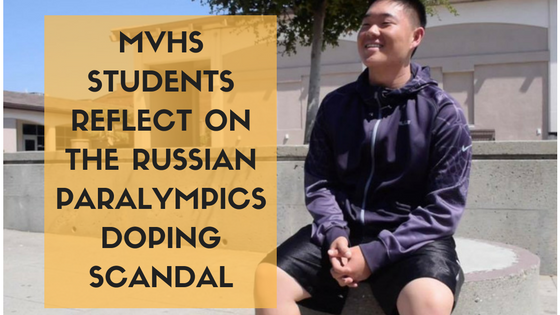 MVHS
STUDENTS
REFLECT ON
THE RUSSIAN
PARALYMPICS
DOPING
SCANDAL